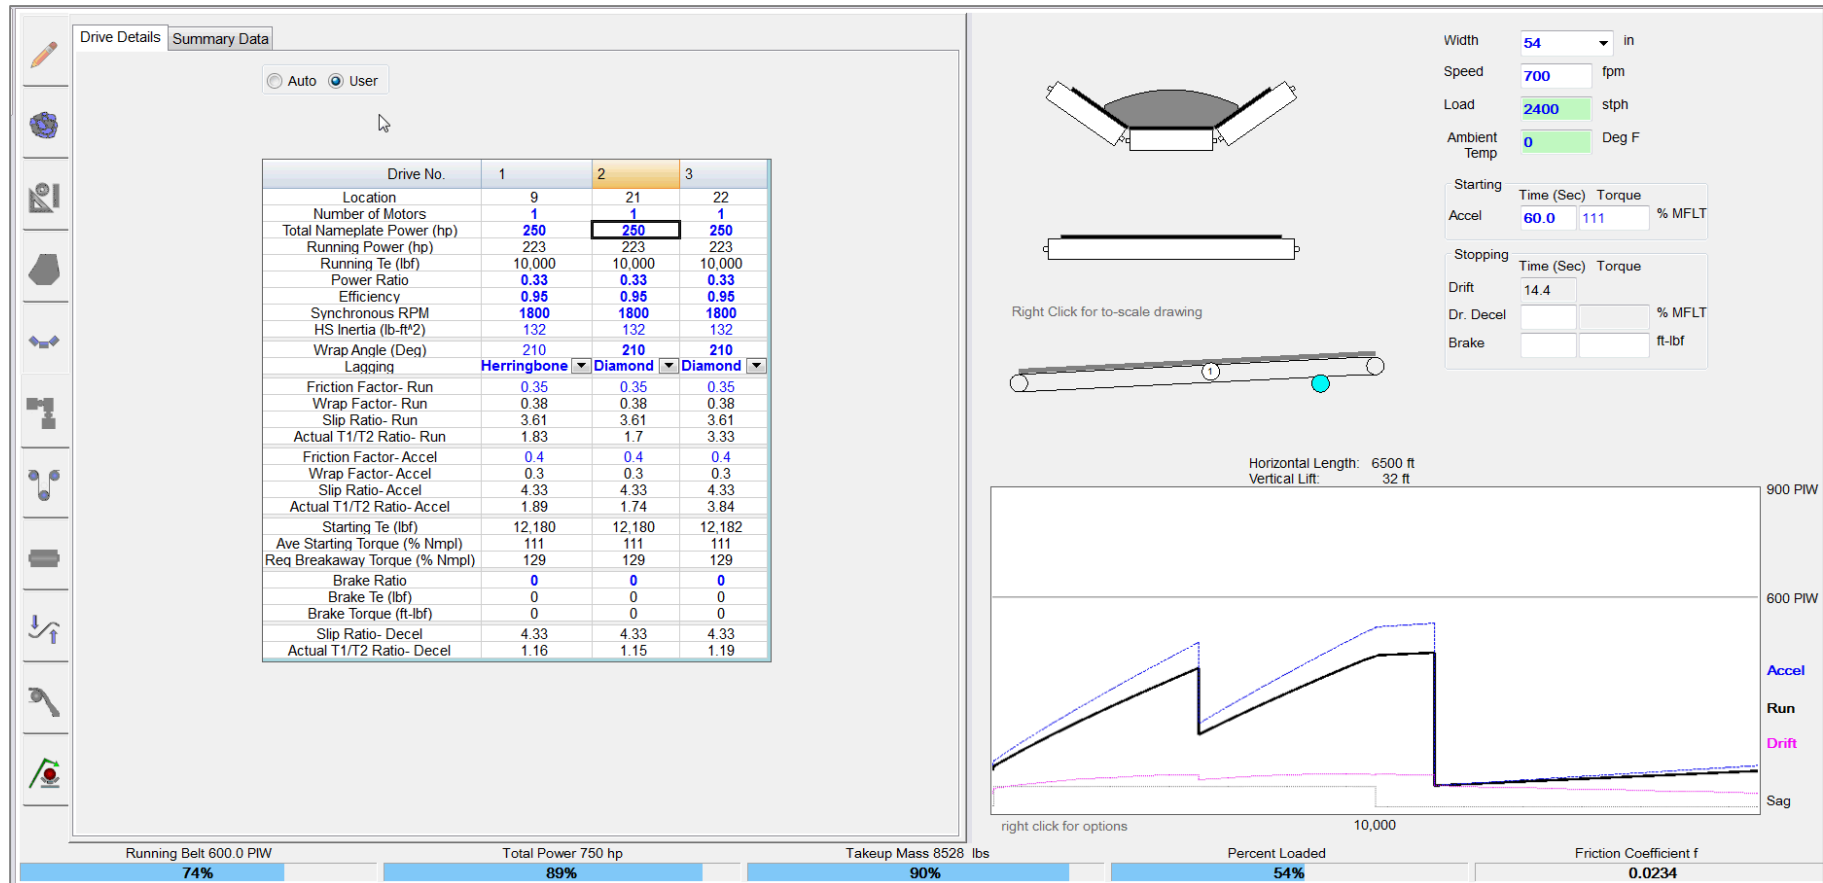 Drive Details Summary Data
Auto User
Drive No. 1 2 3
Location 9 21 22
Number of Motors 1 1 1
Total Nameplate Power (hp) 250 250 250
Running Power (hp) 223 223 223
Running Te (lbf) 10,000 10,000 10,000
Power Ratio 0.33 0.33 0.33
Efficiency 0.95 0.95 0.95
Synchronous RPM 1800 1800 1800
HS Inertia (lb-ft^2) 132 132 132
Wrap Angle (Deg) 210 210 210
Lagging Herringbone Diamond Diamond
Friction Factor- Run 0.35 0.35 0.35
Wrap Factor- Run 0.38 0.38 0.38
Slip Ratio- Run 3.61 3.61 3.61
Actual T1/T2 Ratio- Run 1.83 1.7 3.33
Friction Factor- Accel 0.4 0.4 0.4
Wrap Factor- Accel 0.3 0.3 0.3
Slip Ratio- Accel 4.33 4.33 4.33
Actual T1/T2 Ratio- Accel 1.89 1.74 3.84
Starting Te (lbf) 12,180 12,180 12,182
Ave Starting Torque (% Nmpl) 111 111 111
Req Breakaway Torque (% Nmpl) 129 129 129
Brake Ratio 0 0 0
Brake Te (lbf) 0 0 0
Brake Torque (ft-lbf) 0 0 0
Slip Ratio- Decel 4.33 4.33 4.33
Actual T1/T2 Ratio- Decel 1.16 1.15 1.19
Width 54 in
Speed 700 fpm
Load 2400 stph
Ambient Temp 0 Deg F
Starting
Time (Sec) Torque
Accel 60.0 111 % MFLT
Stopping
Time (Sec) Torque
Drift 14.4
Dr. Decel % MFLT
Brake ft-lbf
Right Click for to-scale drawing
1
Horizontal Length: 6500 ft
Vertical Lift: 32 ft
900 PIW
600 PIW
Accel
Run
Drift
Sag
right click for options
10,000
Running Belt 600.0 PIW
74%
Total Power 750 hp
89%
Takeup Mass 8528 lbs
90%
Percent Loaded
54%
Friction Coefficient f
0.0234